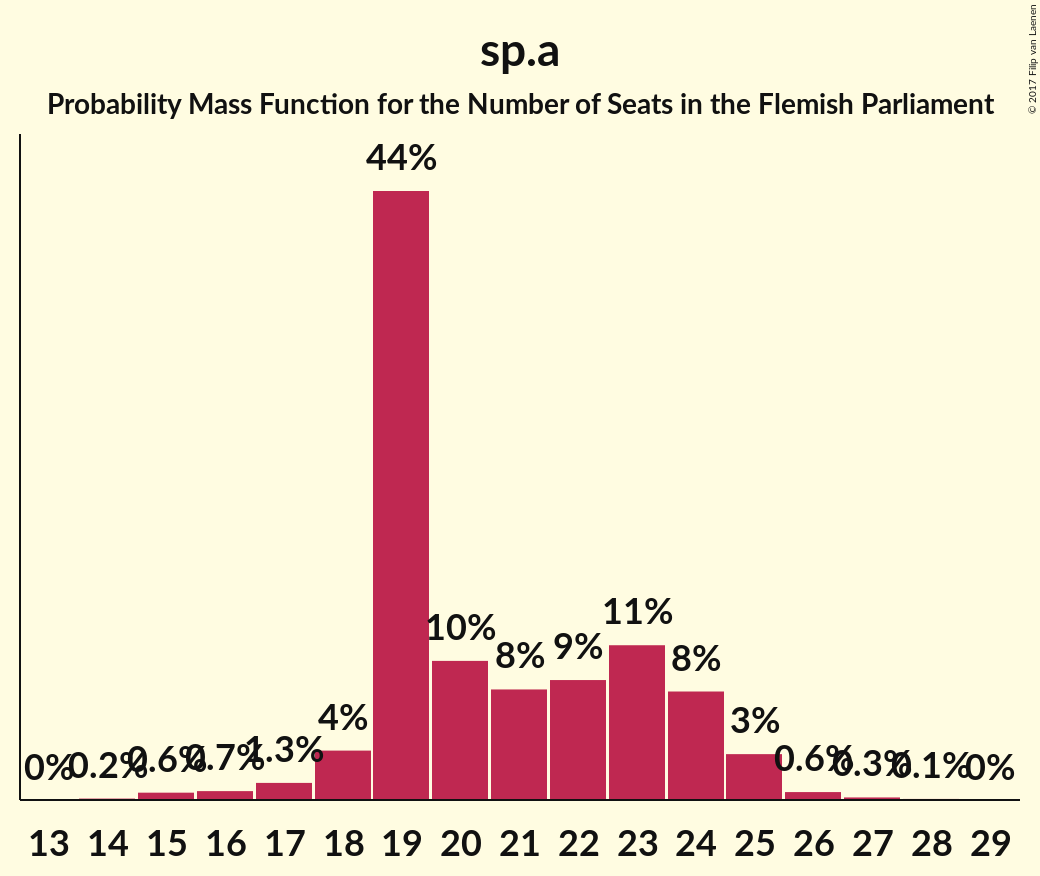 sp.a
Probability Mass Function for the Number of Seats in the Flemish Parliament
© 2017 Filip van Laenen
0% 0.2% 0.6% 0.7% 1.3% 4% 44% 10% 8% 9% 11% 8% 3% 0.6% 0.3% 0.1% 0%
13 14 15 16 17 18 19 20 21 22 23 24 25 26 27 28 29